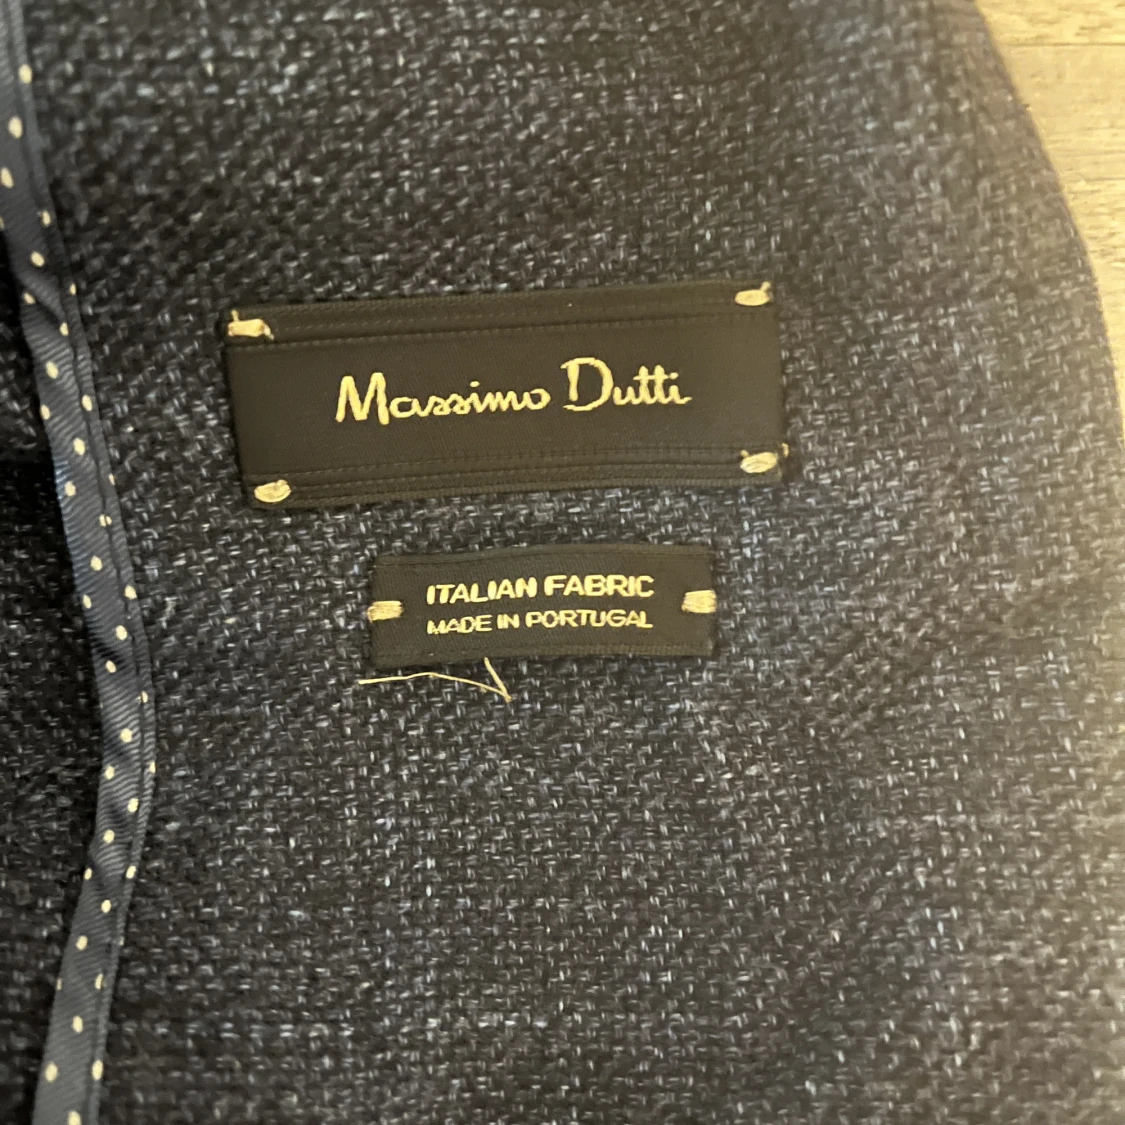 Massimo Dutti
ITALIAN FABRIC
MADE IN PORTUGAL